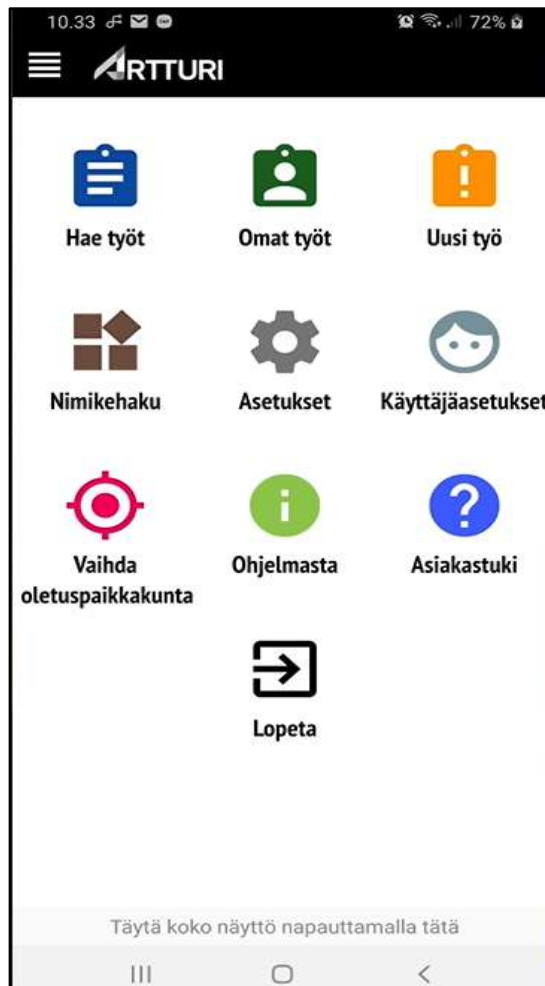 10.33 72%
ARTTURI
Hae työt Omat työt Uusi työ
Nimikehaku Asetukset Käyttäjäasetukset
Vaihda oletuspaikkakunta Ohjelmasta Asiakastuki
Lopeta
Täytä koko näyttö napauttamalla tätä